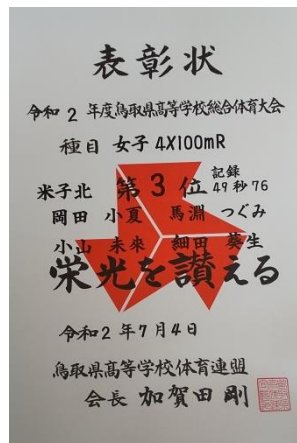 表彰状
令和2年度鳥取県高等学校総合体育大会
種目 女子4X100mR
記録
米子北 第3位 49秒76
岡田 小夏 馬淵 つぐみ
小山 未來 細田 葵生
栄光を讃える
令和2年7月4日
鳥取県高等学校体育連盟
会長 加賀田剛